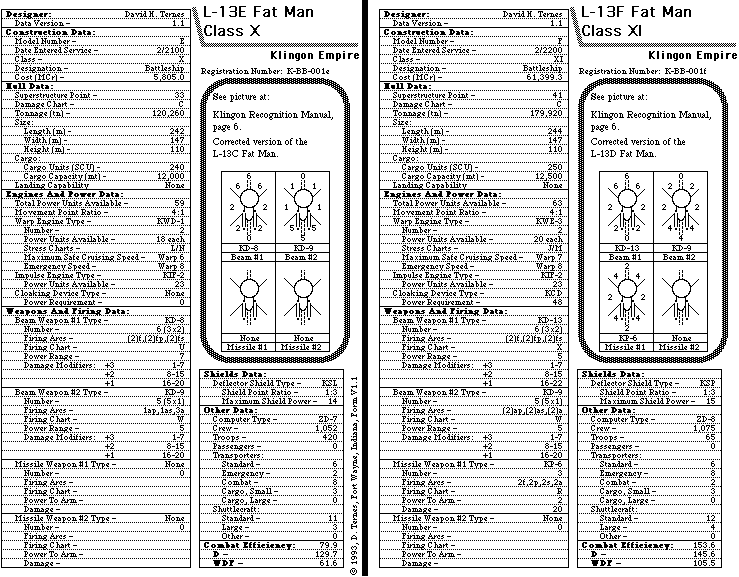 Designer: David H. Ternes
Data Version - 1.1
Construction Data:
Model Number - E
Date Entered Service - 2/2100
Class - X
Designation - Battleship
Cost (MCr) - 5,805.0
Hull Data:
Superstructure Point - 33
Damage Chart - C
Tonnage (tn) - 120,260
Size:
Length (m) - 242
Width (m) - 147
Height (m) - 110
Cargo:
Cargo Units (SCU) - 240
Cargo Capacity (mt) - 12,000
Landing Capability None
Engines And Power Data:
Total Power Units Available - 59
Movement Point Ratio - 4:1
Warp Engine Type - KWD-1
Number - 2
Power Units Available - 18 each
Stress Charts - L/M
Maximum Safe Cruising Speed - Warp 6
Emergency Speed - Warp 8
Impulse Engine Type - KIF-2
Power Units Available - 23
Cloaking Device Type - None
Power Requirement - 0
Weapons And Firing Data:
Beam Weapon #1 Type - KD-8
Number - 6 (3x2)
Firing Arcs - (2)f,(2)fp,(2)fs
Firing Chart - W
Power Range - 7
Damage Modifiers: +3 1-7
+2 8-15
+1 16-20
Beam Weapon #2 Type - KD-9
Number - 5 (5x1)
Firing Arcs - 1ap,1as,3a
Firing Chart - W
Power Range - 5
Damage Modifiers: +3 1-7
+2 8-15
+1 16-20
Missile Weapon #1 Type - None
Number - 0
Firing Arcs -
Firing Chart -
Power To Arm -
Damage -
Missile Weapon #2 Type - None
Number - 0
Firing Arcs -
Firing Chart -
Power To Arm -
Damage -
L-13E Fat Man
Class X
Klingon Empire
Registration Number: K-BB-001e
See picture at:
Klingon Recognition Manual,
page 6.
Corrected version of the
L-13C Fat Man.
6 0
6 6 1 1
2 2 1 1
0 5 5
KD-8 KD-9
Beam #1 Beam #2
None None
Missile #1 Missile #2
Shields Data:
Deflector Shield Type - KSL
Shield Point Ratio - 1:3
Maximum Shield Power - 14
Other Data:
Computer Type - ZD-7
Crew - 1,052
Troops - 420
Passengers - 0
Transporters:
Standard - 6
Emergency - 8
Combat - 8
Cargo, Small - 3
Cargo, Large - 0
Shuttlecraft:
Standard - 11
Large - 3
Other - 0
Combat Efficiency: 79.9
D - 129.7
WDF - 61.6
© 1993, D. Ternes, Fort Wayne, Indiana, Form V1.1
Designer: David H. Ternes
Data Version - 1.1
Construction Data:
Model Number - F
Date Entered Service - 2/2200
Class - XI
Designation - Battleship
Cost (MCr) - 61,399.3
Hull Data:
Superstructure Point - 41
Damage Chart - C
Tonnage (tn) - 179,920
Size:
Length (m) - 244
Width (m) - 147
Height (m) - 110
Cargo:
Cargo Units (SCU) - 250
Cargo Capacity (mt) - 12,500
Landing Capability None
Engines And Power Data:
Total Power Units Available - 63
Movement Point Ratio - 4:1
Warp Engine Type - KWE-3
Number - 2
Power Units Available - 20 each
Stress Charts -
Maximum Safe Cruising Speed - Warp 7
Emergency Speed - Warp 8
Impulse Engine Type - KIF-2
Power Units Available - 23
Cloaking Device Type - KCD
Power Requirement - 48
Weapons And Firing Data:
Beam Weapon #1 Type - KD-13
Number - 6 (3x2)
Firing Arcs - (2)f,(2)fp,(2)fs
Firing Chart - X
Power Range - 5
Damage Modifiers: +3 1-7
+2 8-15
+1 16-22
Beam Weapon #2 Type - KD-9
Number - 5 (5x1)
Firing Arcs - (2)ap,(2)as,(2)a
Firing Chart - W
Power Range - 5
Damage Modifiers: +3 1-7
+2 8-15
+1 16-20
Missile Weapon #1 Type - KP-6
Number -
Firing Arcs - 2f,2p,2s,2a
Firing Chart - R
Power To Arm - 2
Damage - 20
Missile Weapon #2 Type - None
Number - 0
Firing Arcs -
Firing Chart -
Power To Arm -
Damage -
L-13F Fat Man
Class XI
Klingon Empire
Registration Number: K-BB-001f
See picture at:
Klingon Recognition Manual,
page 6.
Corrected version of the
L-13D Fat Man.
6 0
6 6 2 2
2 2 2 2
0 4 4
KD-13 KD-9
Beam #1 Beam #2
4
4 4
2 2
4 4
2
KP-6 None
Missile #1 Missile #2
Shields Data:
Deflector Shield Type - KSP
Shield Point Ratio - 1:3
Maximum Shield Power - 15
Other Data:
Computer Type - ZD-8
Crew - 1,075
Troops - 65
Passengers - 0
Transporters:
Standard - 6
Emergency - 8
Combat - 2
Cargo, Small - 3
Cargo, Large - 0
Shuttlecraft:
Standard - 12
Large - 4
Other - 0
Combat Efficiency: 153.6
D - 145.6
WDF - 105.5